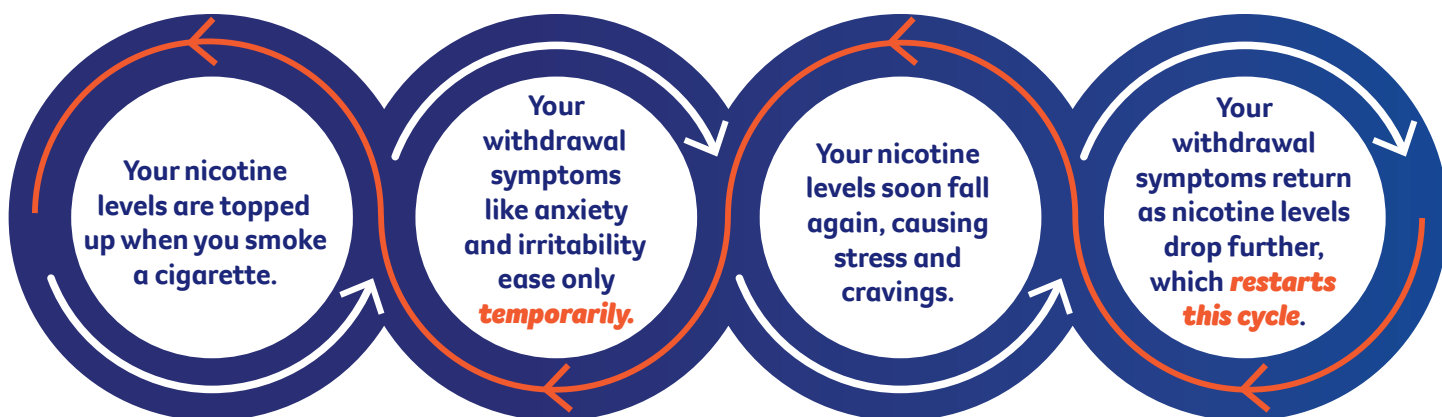 Your nicotine
levels are topped
up when you smoke
a cigarette.
Your
withdrawal
symptoms
like anxiety
and irritability
ease only
temporarily.
Your nicotine
levels soon fall
again, causing
stress and
cravings.
Your
withdrawal
symptoms return
as nicotine levels
drop further,
which restarts
this cycle.